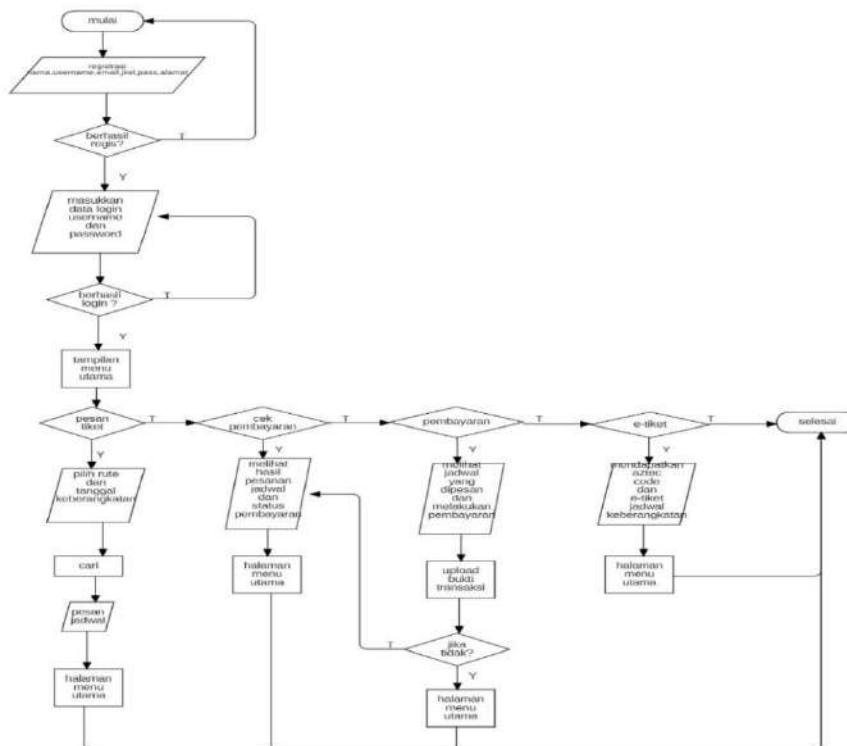 mulai
registrasi
nama,username,email,jkel,pass,alamat
berhasil
regis?
T
Y
masukkan
data login
username
dan
password
berhasil
login ?
T
Y
tampilan
menu
utama
pesan
tiket
T
cek
pembayaran
T
pembayaran
T
e-tiket
T
selesai
Y
Y
Y
Y
pilih rute
dan
tanggal
keberangkatan
melihat
hasil
pesanan
jadwal
dan
status
pembayaran
melihat
jadwal
yang
dipesan
dan
melakukan
pembayaran
mendapatkan
aztec
code
dan
e-tiket
jadwal
keberangkatan
cari
halaman
menu
utama
upload
bukti
transaksi
halaman
menu
utama
pesan
jadwal
T
jika
tidak?
Y
halaman
menu
utama
halaman
menu
utama